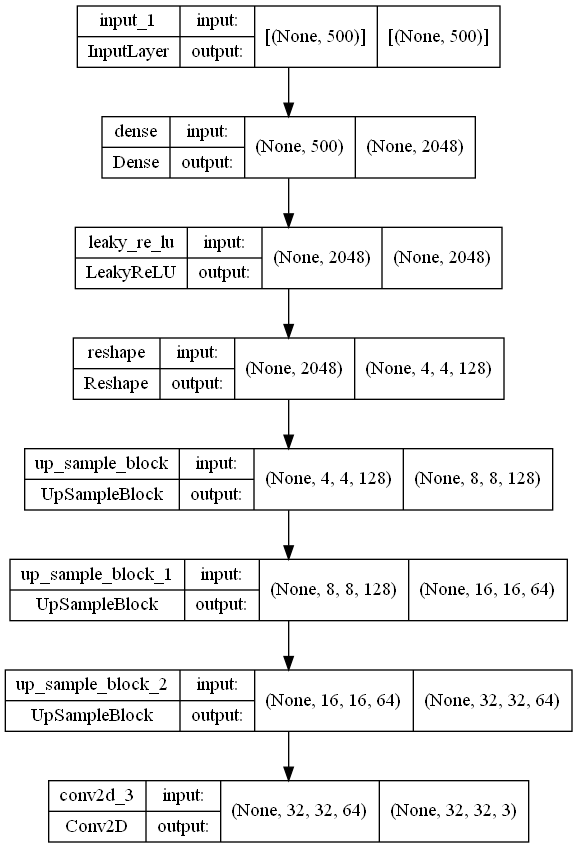 input_1 input: [(None, 500)] [(None, 500)]
InputLayer output:
dense input: (None, 500) (None, 2048)
Dense output:
leaky_re_lu input: (None, 2048) (None, 2048)
LeakyReLU output:
reshape input: (None, 2048) (None, 4, 4, 128)
Reshape output:
up_sample_block input: (None, 4, 4, 128) (None, 8, 8, 128)
UpSampleBlock output:
up_sample_block_1 input: (None, 8, 8, 128) (None, 16, 16, 64)
UpSampleBlock output:
up_sample_block_2 input: (None, 16, 16, 64) (None, 32, 32, 64)
UpSampleBlock output:
conv2d_3 input: (None, 32, 32, 64) (None, 32, 32, 3)
Conv2D output: